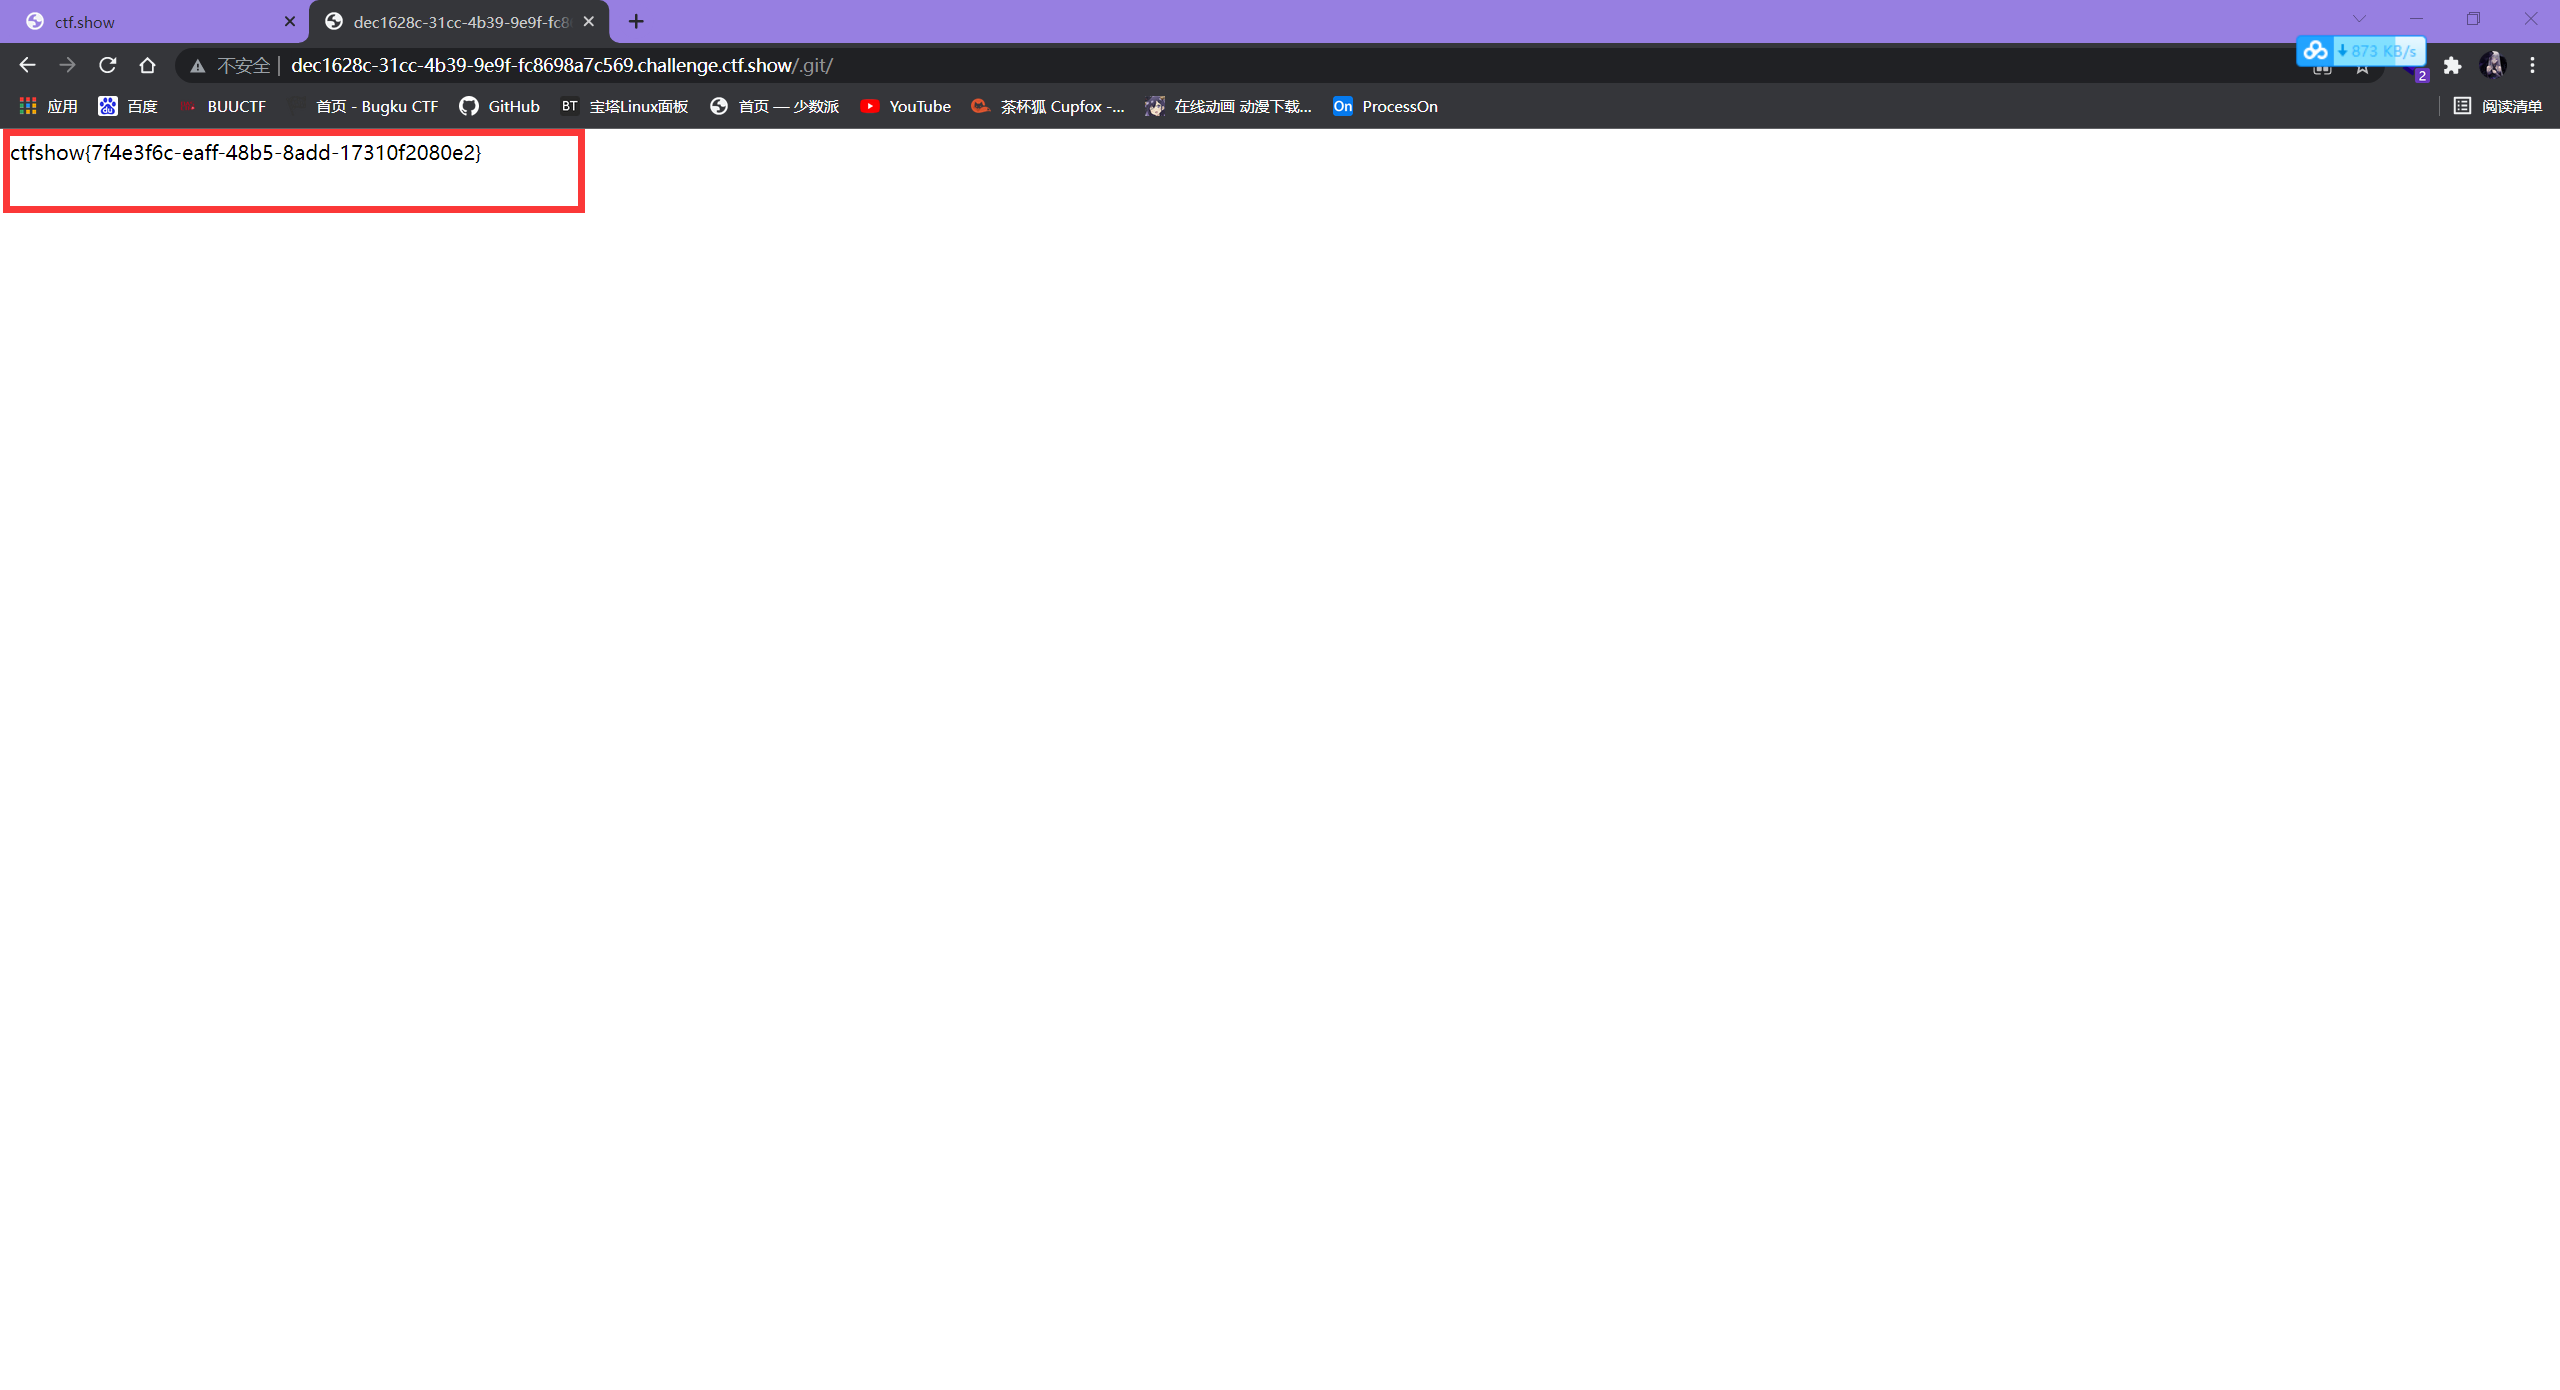 ctf.show
dec1628c-31cc-4b39-9e9f-fc8
不安全 | dec1628c-31cc-4b39-9e9f-fc8698a7c569.challenge.ctf.show/.git/
873 KB/s
2
应用 百度 BUUCTF 首页 - Bugku CTF GitHub BT 宝塔Linux面板 首页 — 少数派 YouTube 茶杯狐 Cupfox -... 在线动画 动漫下载... On ProcessOn 阅读清单
ctfshow{7f4e3f6c-eaff-48b5-8add-17310f2080e2}